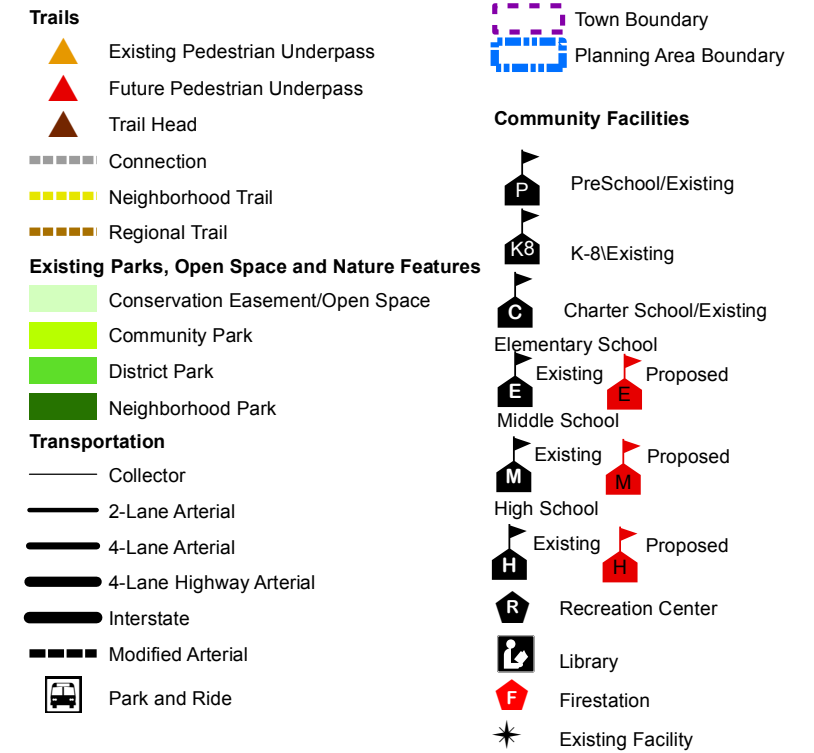 Trails
Existing Pedestrian Underpass
Future Pedestrian Underpass
Trail Head
Connection
Neighborhood Trail
Regional Trail
Existing Parks, Open Space and Nature Features
Conservation Easement/Open Space
Community Park
District Park
Neighborhood Park
Transportation
Collector
2-Lane Arterial
4-Lane Arterial
4-Lane Highway Arterial
Interstate
Modified Arterial
Park and Ride
Town Boundary
Planning Area Boundary
Community Facilities
P PreSchool/Existing
K8 K-8\Existing
C Charter School/Existing
Elementary School
E Existing E Proposed
Middle School
M Existing M Proposed
High School
H Existing H Proposed
R Recreation Center
Library
F Firestation
Existing Facility